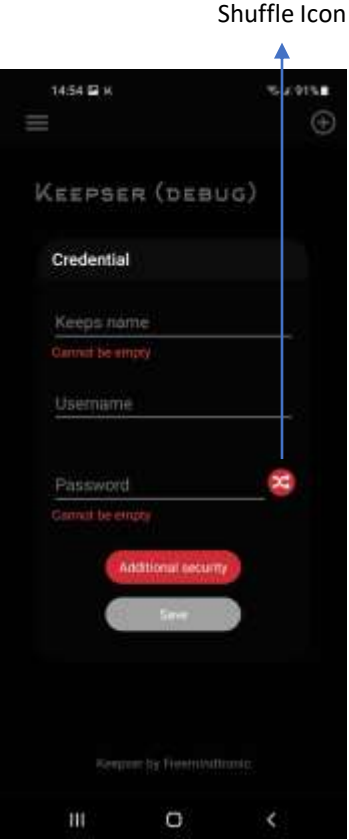 Shuffle Icon
14:54
91%
KEEPSER (DEBUG)
Credential
Keeps name
Cannot be empty
Username
Password
Cannot be empty
Additional security
Save
Keepser by Freemindtronic